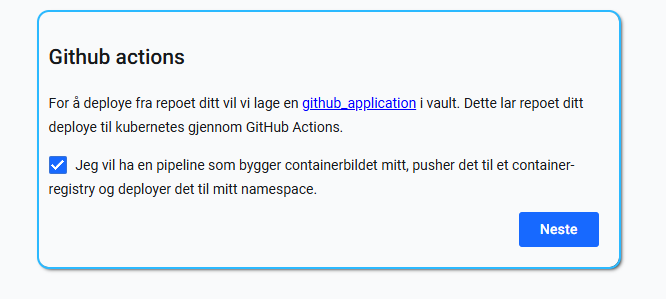 Github actions
For å deploye fra repoet ditt vil vi lage en github_application i vault. Dette lar repoet ditt
deploye til kubernetes gjennom GitHub Actions.
Jeg vil ha en pipeline som bygger containerbildet mitt, pusher det til et container-
registry og deployer det til mitt namespace.
Neste